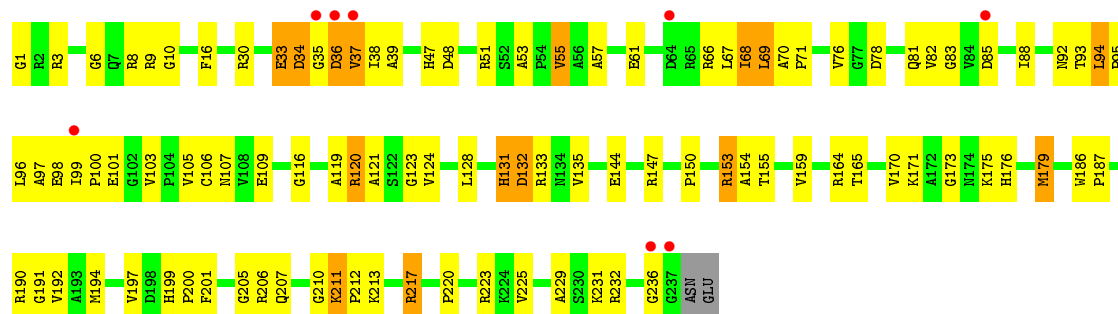 G1 R2 R3 G6 Q7 R8 R9 G10 F16 R30 E33 D34 G35 D36 V37 I38 A39 H47 D48 R51 S52 A53 P54 V55 A56 A57 E61 D64 R65 R66 L67 I68 L69 A70 P71 V76 G77 D78 Q81 V82 G83 V84 D85 I88 N92 T93 L94 P95
L96 A97 E98 I99 P100 E101 G102 V103 P104 V105 C106 N107 V108 E109 G116 A119 R120 A121 S122 G123 V124 L128 H131 D132 R133 N134 V135 E144 R147 P150 R153 A154 T155 V159 R164 T165 V170 K171 A172 G173 N174 K175 H176 M179 W186 P187
R190 G191 V192 A193 M194 V197 D198 H199 P200 F201 G205 R206 Q207 G210 K211 P212 K213 R217 P220 R223 K224 V225 A229 S230 K231 R232 G236 G237 ASN GLU